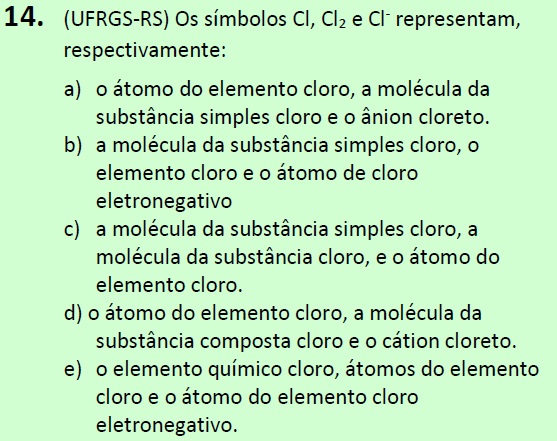 14. (UFRGS-RS) Os símbolos Cl, Cl₂ e Cl⁻ representam,
respectivamente:
a) o átomo do elemento cloro, a molécula da
substância simples cloro e o ânion cloreto.
b) a molécula da substância simples cloro, o
elemento cloro e o átomo de cloro
eletronegativo
c) a molécula da substância simples cloro, a
molécula da substância cloro, e o átomo do
elemento cloro.
d) o átomo do elemento cloro, a molécula da
substância composta cloro e o cátion cloreto.
e) o elemento químico cloro, átomos do elemento
cloro e o átomo do elemento cloro
eletronegativo.